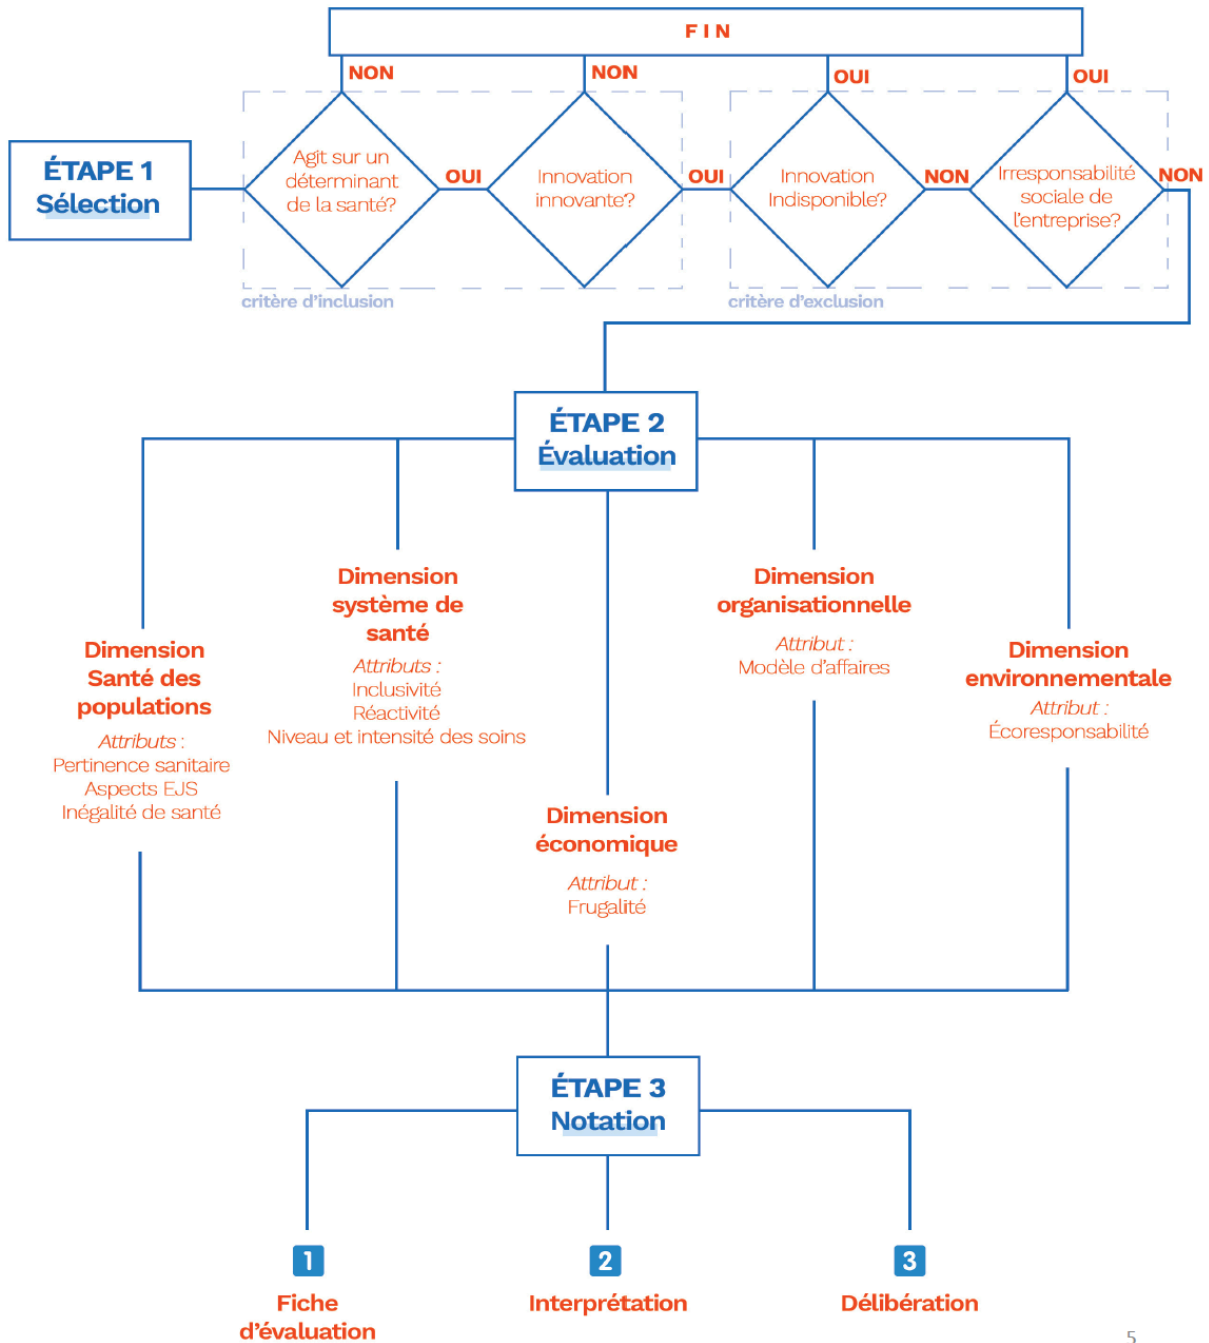 FIN
NON
NON
OUI
OUI
ÉTAPE 1
Sélection
Agit sur un
déterminant
de la santé?
OUI
Innovation
innovante?
OUI
Innovation
Indisponible?
NON
Irresponsabilité
sociale de
l'entreprise?
NON
critère d'inclusion
critère d'exclusion
ÉTAPE 2
Évaluation
Dimension
Santé des
populations
Attributs :
Pertinence sanitaire
Aspects EJS
Inégalité de santé
Dimension
système de
santé
Attributs :
Inclusivité
Réactivité
Niveau et intensité des soins
Dimension
économique
Attribut :
Frugalité
Dimension
organisationnelle
Attribut :
Modèle d'affaires
Dimension
environnementale
Attribut :
Écoresponsabilité
ÉTAPE 3
Notation
1
Fiche
d'évaluation
2
Interprétation
3
Délibération
5